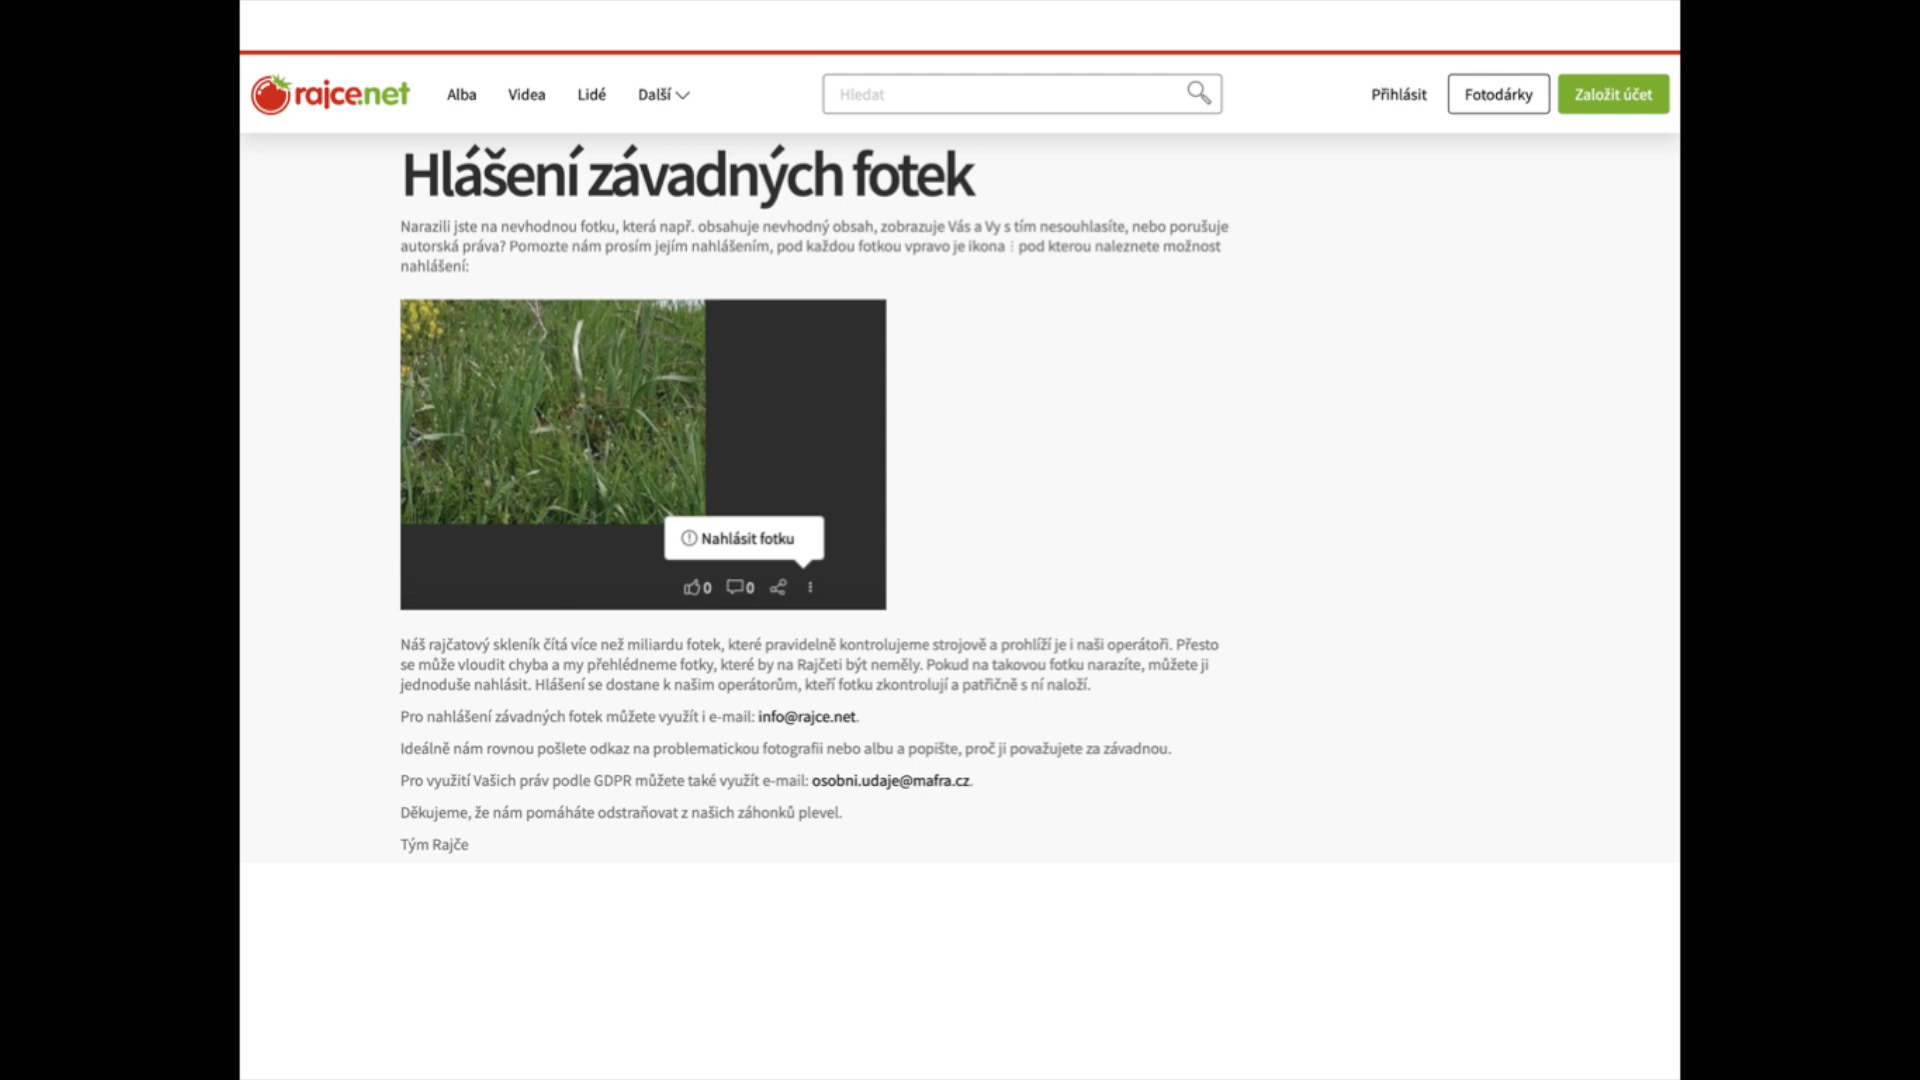 rajce.net
Alba Videa Lidé Další
Hledat
Přihlásit Fotodárky Založit účet
Hlášení závadných fotek
Narazili jste na nevhodnou fotku, která např. obsahuje nevhodný obsah, zobrazuje Vás a Vy s tím nesouhlasíte, nebo porušuje
autorská práva? Pomozte nám prosím jejím nahlášením, pod každou fotkou vpravo je ikona ⋮ pod kterou naleznete možnost
nahlášení:
Nahlásit fotku
0 0
Náš rajčatový skleník čítá více než miliardu fotek, které pravidelně kontrolujeme strojově a prohlíží je i naši operátoři. Přesto
se může vloudit chyba a my přehlédneme fotky, které by na Rajčeti být neměly. Pokud na takovou fotku narazíte, můžete ji
jednoduše nahlásit. Hlášení se dostane k našim operátorům, kteří fotku zkontrolují a patřičně s ní naloží.
Pro nahlášení závadných fotek můžete využít i e-mail: info@rajce.net.
Ideálně nám rovnou pošlete odkaz na problematickou fotografii nebo albu a popište, proč ji považujete za závadnou.
Pro využití Vašich práv podle GDPR můžete také využít e-mail: osobni.udaje@mafra.cz.
Děkujeme, že nám pomáháte odstraňovat z našich záhonků plevel.
Tým Rajče